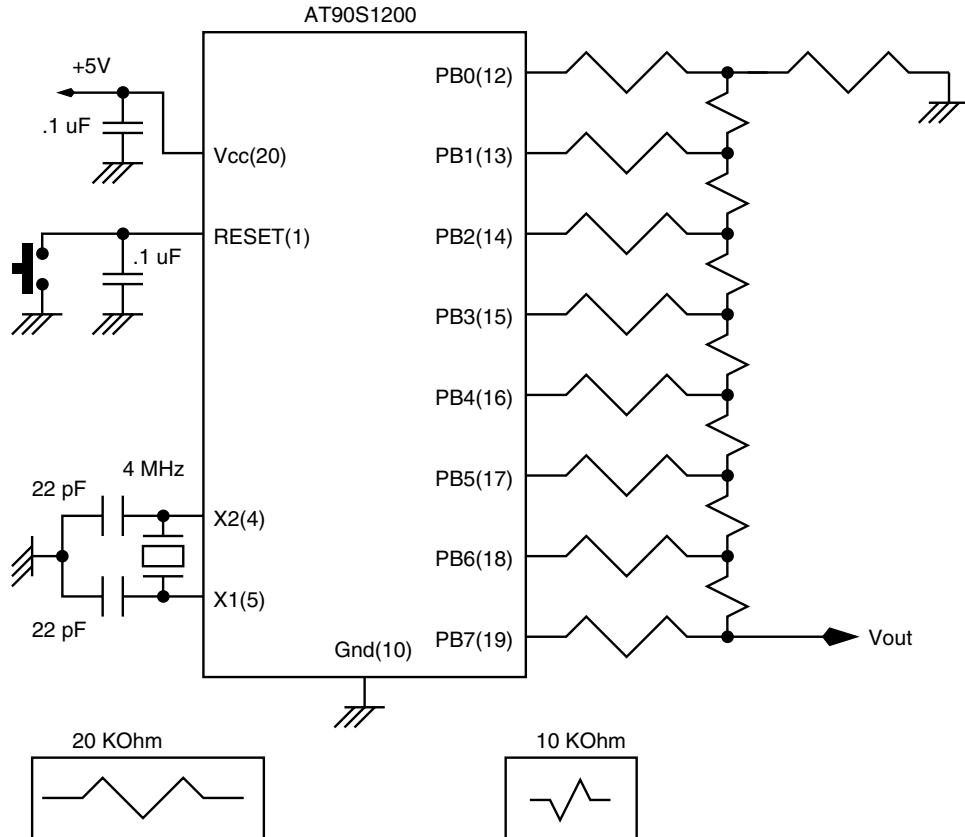 AT90S1200
+5V
.1 uF
Vcc(20)
RESET(1)
.1 uF
4 MHz
22 pF
X2(4)
X1(5)
22 pF
Gnd(10)
PB0(12)
PB1(13)
PB2(14)
PB3(15)
PB4(16)
PB5(17)
PB6(18)
PB7(19)
Vout
20 KOhm
10 KOhm